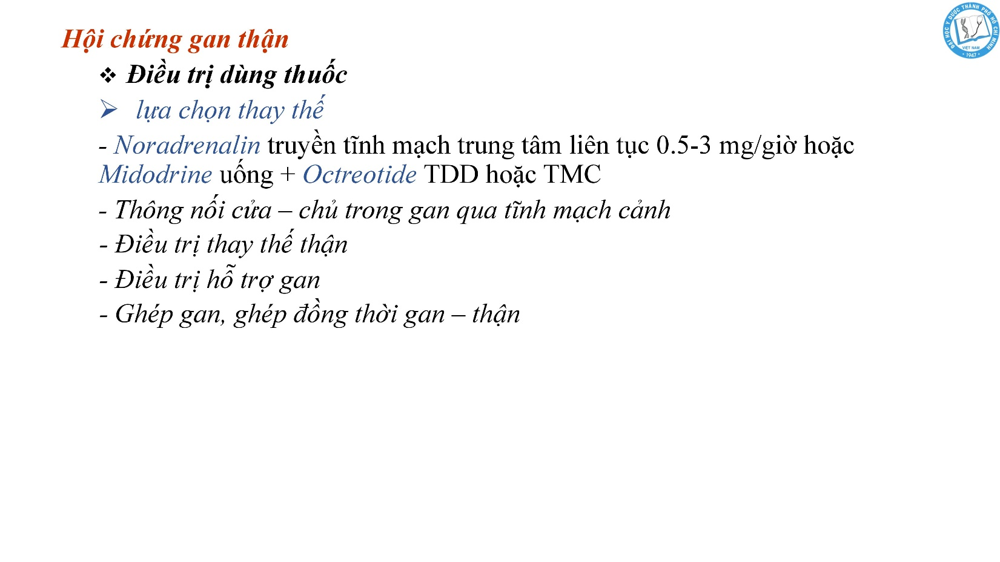 Hội chứng gan thận
❖ Điều trị dùng thuốc
➢ lựa chọn thay thế
- Noradrenalin truyền tĩnh mạch trung tâm liên tục 0.5-3 mg/giờ hoặc
Midodrine uống + Octreotide TDD hoặc TMC
- Thông nối cửa – chủ trong gan qua tĩnh mạch cảnh
- Điều trị thay thế thận
- Điều trị hỗ trợ gan
- Ghép gan, ghép đồng thời gan – thận
ĐẠI HỌC Y DƯỢC THÀNH PHỐ HỒ CHÍ MINH
VIỆT NAM
• 1947 •